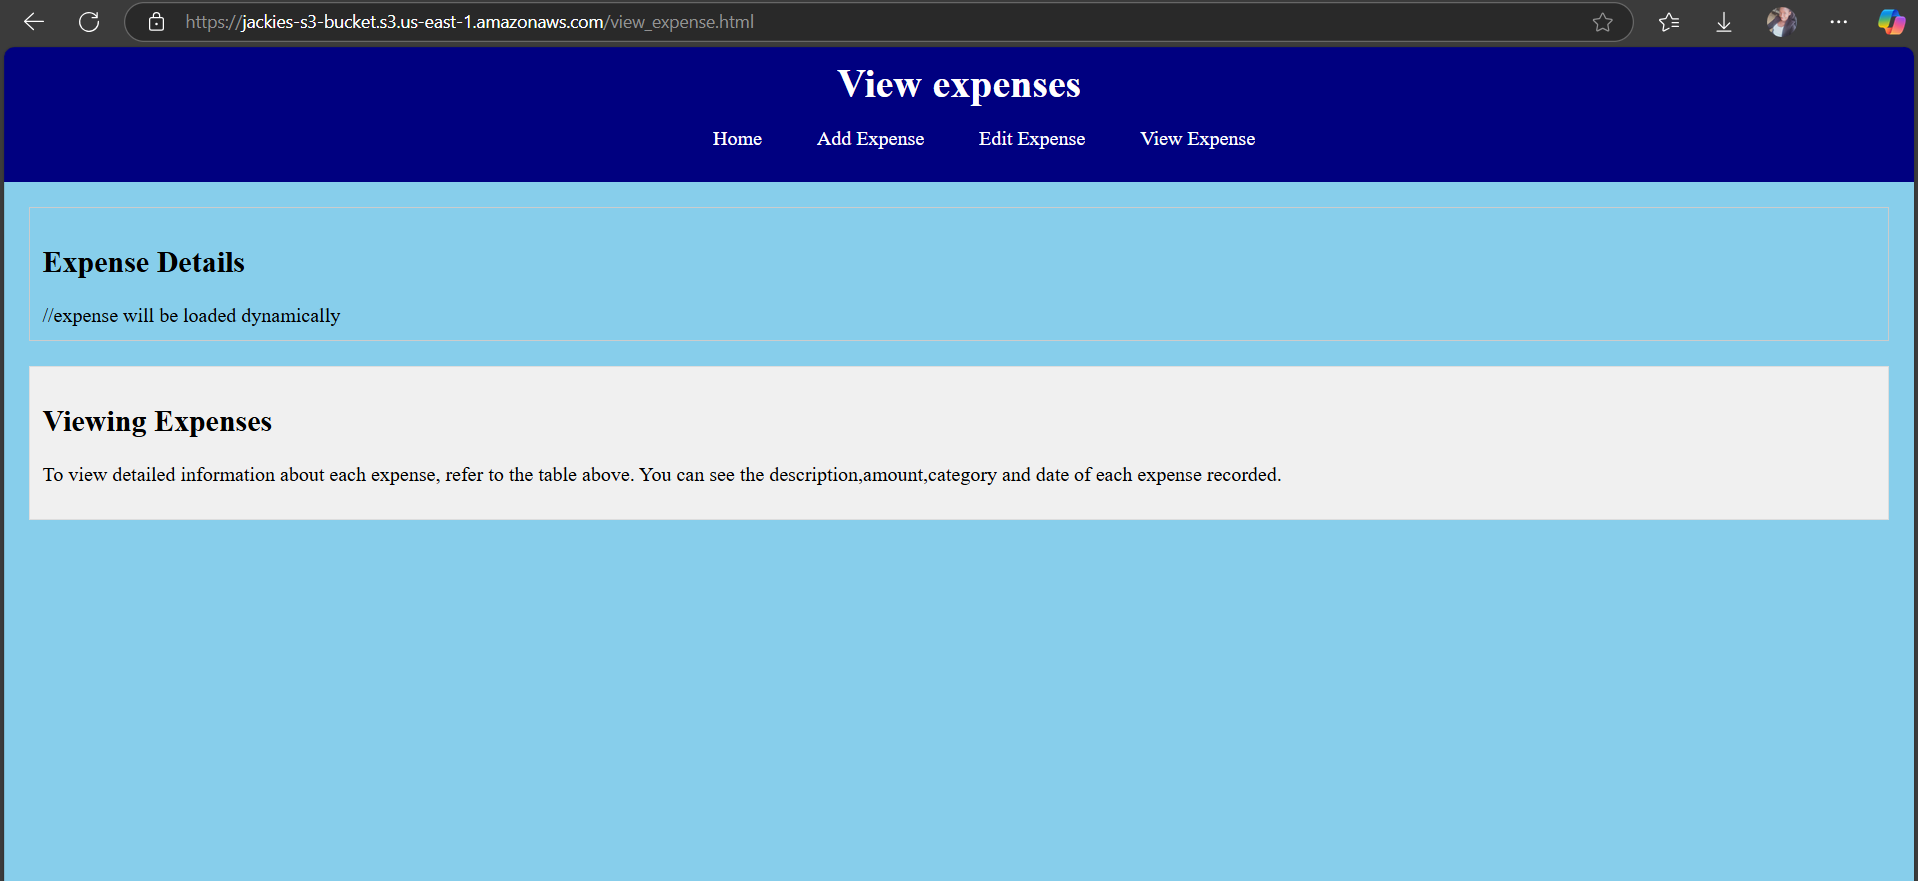 https://jackies-s3-bucket.s3.us-east-1.amazonaws.com/view_expense.html
View expenses
Home Add Expense Edit Expense View Expense
Expense Details
//expense will be loaded dynamically
Viewing Expenses
To view detailed information about each expense, refer to the table above. You can see the description,amount,category and date of each expense recorded.